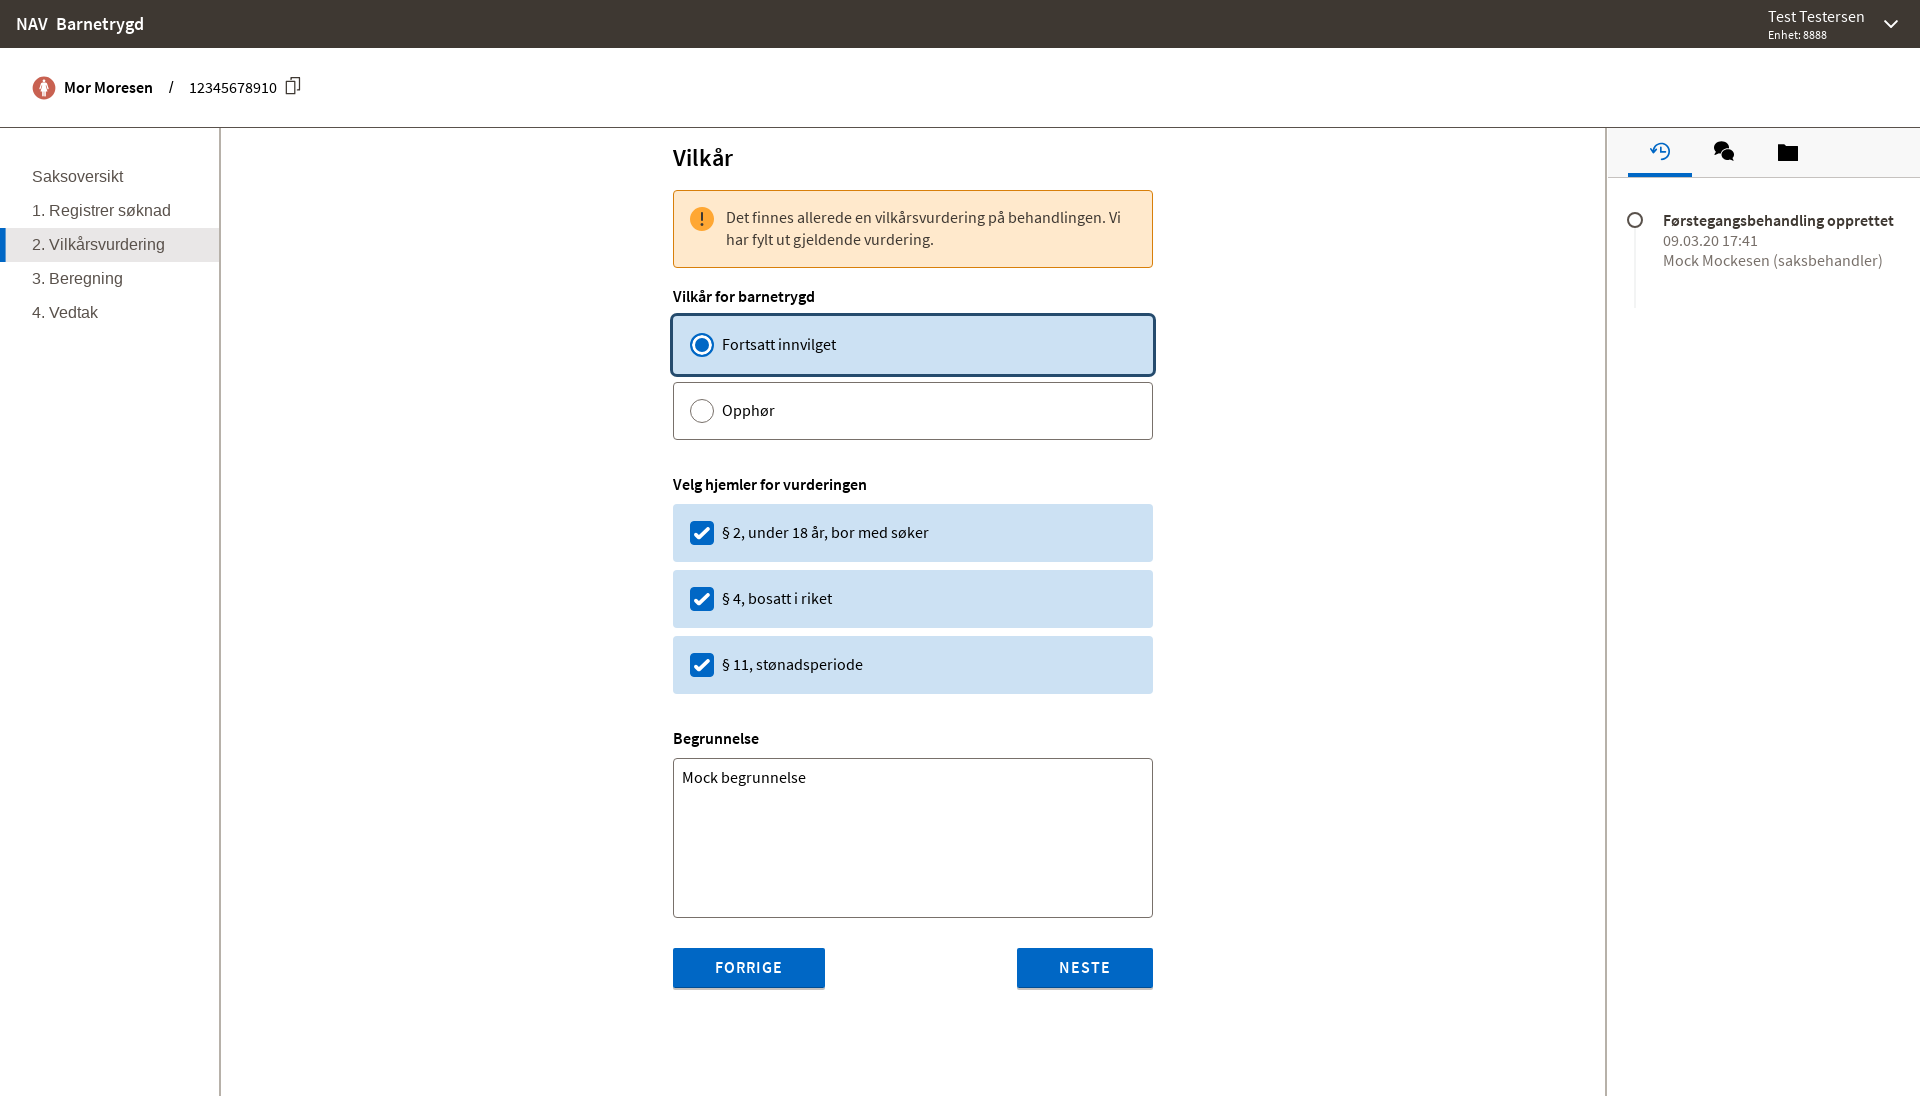 NAV Barnetrygd
Test Testersen
Enhet: 8888
Mor Moresen / 12345678910
Saksoversikt
1. Registrer søknad
2. Vilkårsvurdering
3. Beregning
4. Vedtak
Vilkår
Det finnes allerede en vilkårsvurdering på behandlingen. Vi
har fylt ut gjeldende vurdering.
Vilkår for barnetrygd
Fortsatt innvilget
Opphør
Velg hjemler for vurderingen
§ 2, under 18 år, bor med søker
§ 4, bosatt i riket
§ 11, stønadsperiode
Begrunnelse
Mock begrunnelse
FORRIGE
NESTE
Førstegangsbehandling opprettet
09.03.20 17:41
Mock Mockesen (saksbehandler)